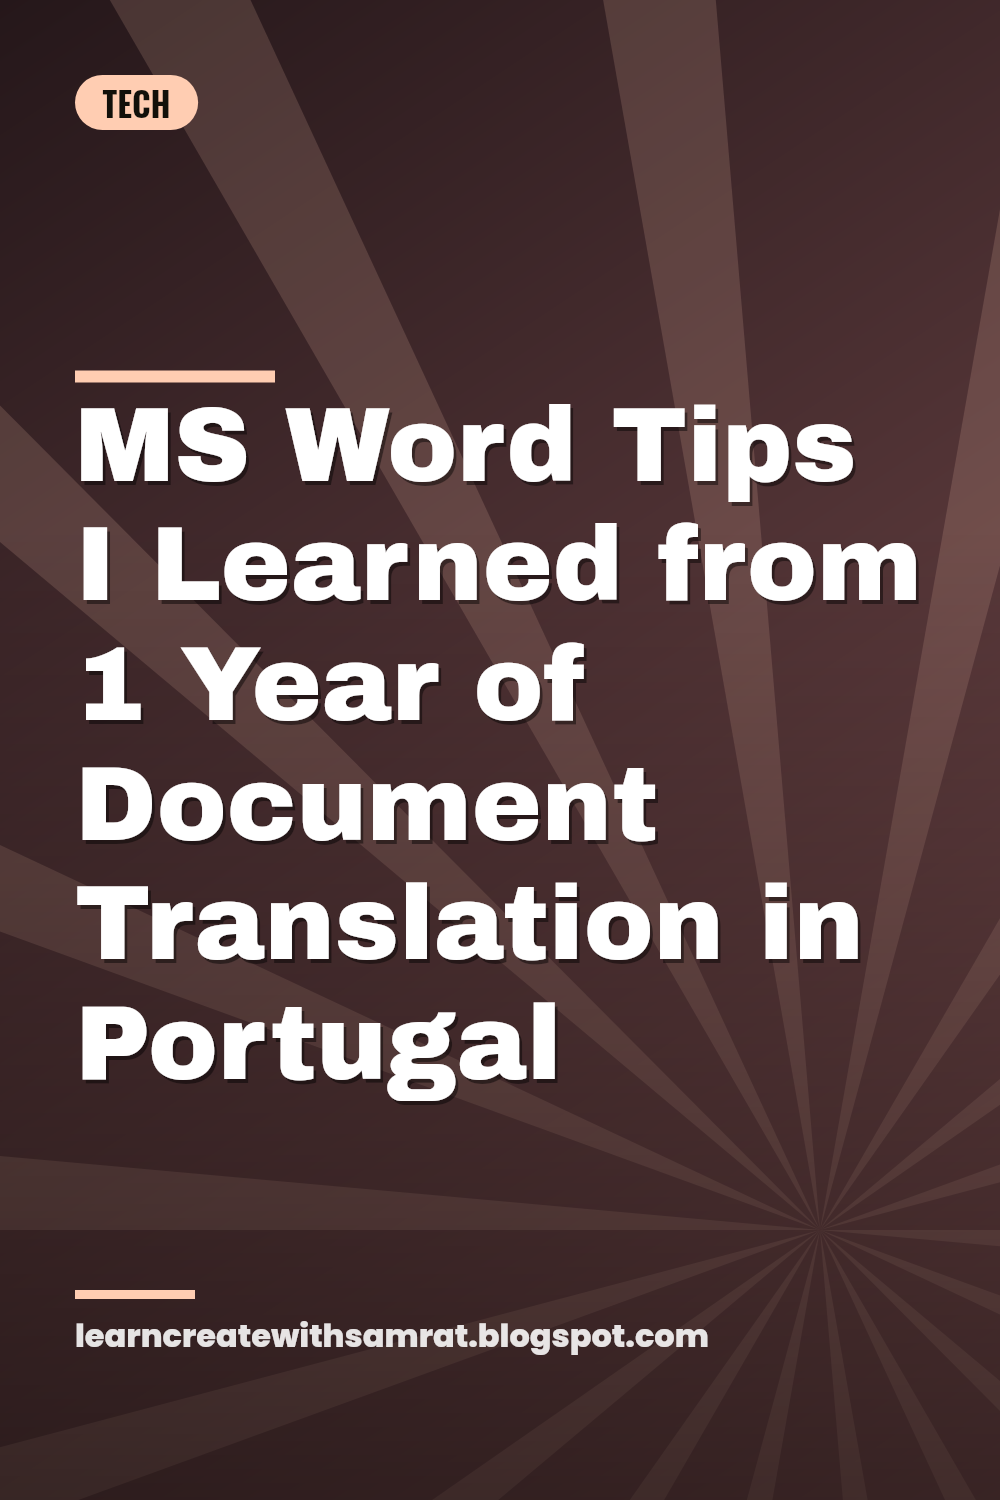 TECH
MS Word Tips
I Learned from
1 Year of
Document
Translation in
Portugal
learncreatewithsamrat.blogspot.com